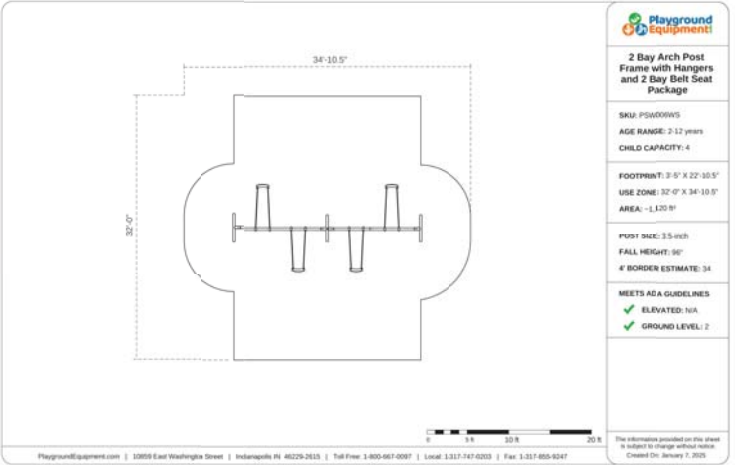 Playground
Equipment!
2 Bay Arch Post
Frame with Hangers
and 2 Bay Belt Seat
Package
SKU: PSW006WS
AGE RANGE: 2-12 years
CHILD CAPACITY: 4
FOOTPRINT: 3'-5" X 22'-10.5"
USE ZONE: 32'-0" X 34'-10.5"
AREA: ~1,120 ft²
POST SIZE: 3.5-inch
FALL HEIGHT: 96"
4' BORDER ESTIMATE: 34
MEETS ADA GUIDELINES
ELEVATED: N/A
GROUND LEVEL: 2
34'-10.5"
32'-0"
0 5 ft 10 ft 20 ft
The information provided on this sheet
is subject to change without notice.
Created On: January 7, 2025
PlaygroundEquipment.com | 10859 East Washington Street | Indianapolis IN 46229-2615 | Toll Free: 1-800-667-0097 | Local: 1-317-747-0203 | Fax: 1-317-855-9247